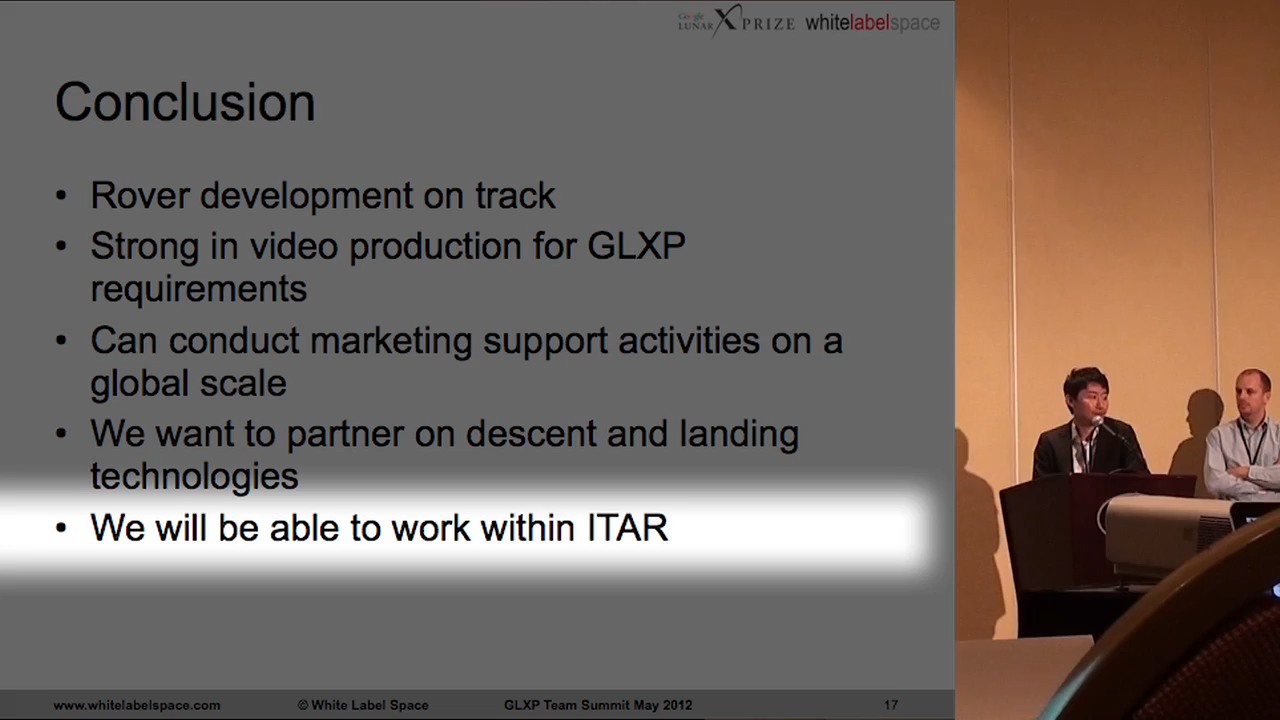 Google
LUNAR XPRIZE whitelabelspace
Conclusion
• Rover development on track
• Strong in video production for GLXP
requirements
• Can conduct marketing support activities on a
global scale
• We want to partner on descent and landing
technologies
• We will be able to work within ITAR
www.whitelabelspace.com © White Label Space GLXP Team Summit May 2012 17